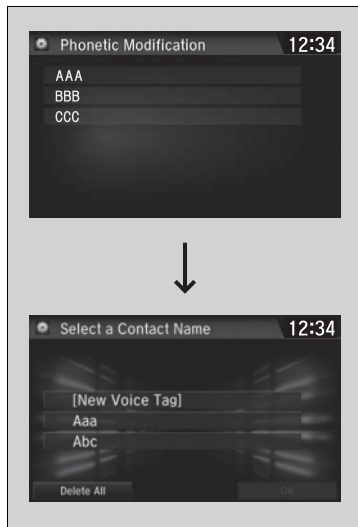 Phonetic Modification 12:34
AAA
BBB
CCC
Select a Contact Name 12:34
[New Voice Tag]
Aaa
Abc
Delete All OK